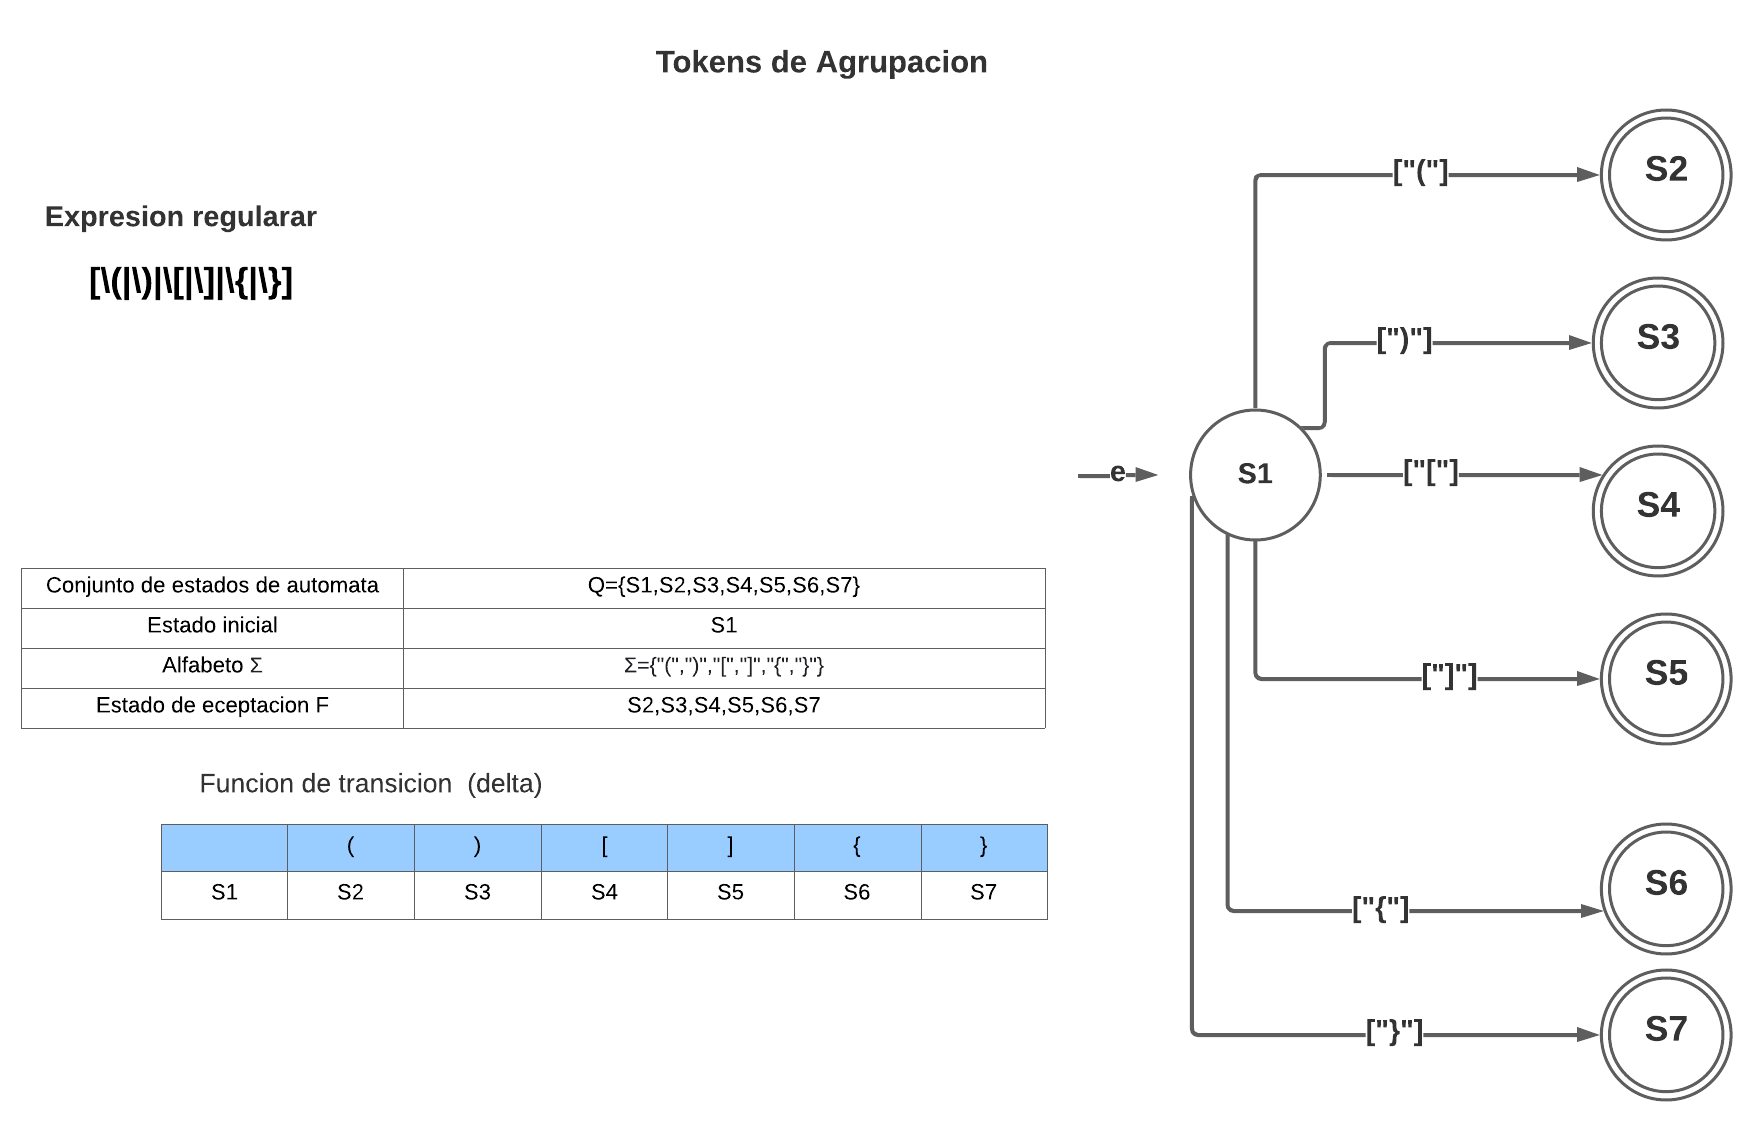 Tokens de Agrupacion
Expresion regularar
[\(|\)|\[|\]|\{|\}]
Conjunto de estados de automata Q={S1,S2,S3,S4,S5,S6,S7}
Estado inicial S1
Alfabeto Σ Σ={"(",")","[","]","{","}"}
Estado de eceptacion F S2,S3,S4,S5,S6,S7
Funcion de transicion (delta)
( ) [ ] { }
S1 S2 S3 S4 S5 S6 S7
e
S1
["("]
S2
[")"]
S3
["["]
S4
["]"]
S5
["{"]
S6
["}"]
S7